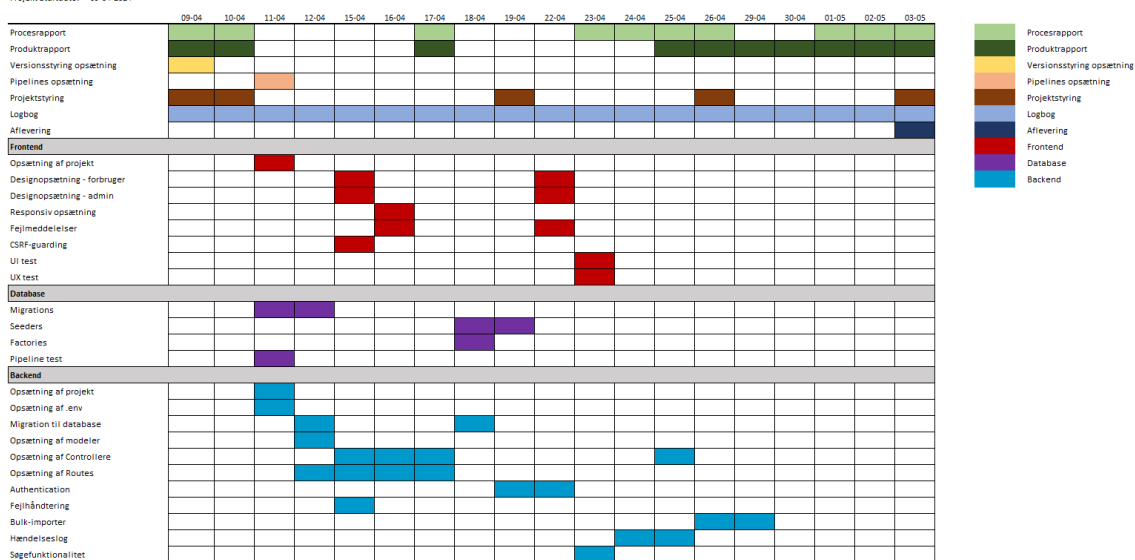 09-04 10-04 11-04 12-04 15-04 16-04 17-04 18-04 19-04 22-04 23-04 24-04 25-04 26-04 29-04 30-04 01-05 02-05 03-05
Procesrapport
Produktrapport
Versionsstyring opsætning
Pipelines opsætning
Projektstyring
Logbog
Aflevering
Frontend
Opsætning af projekt
Designopsætning - forbruger
Designopsætning - admin
Responsiv opsætning
Fejlmeddelelser
CSRF-guarding
UI test
UX test
Database
Migrations
Seeders
Factories
Pipeline test
Backend
Opsætning af projekt
Opsætning af .env
Migration til database
Opsætning af modeler
Opsætning af Controllere
Opsætning af Routes
Authentication
Fejlhåndtering
Bulk-importer
Hændelseslog
Søgefunktionalitet
Procesrapport
Produktrapport
Versionsstyring opsætning
Pipelines opsætning
Projektstyring
Logbog
Aflevering
Frontend
Database
Backend